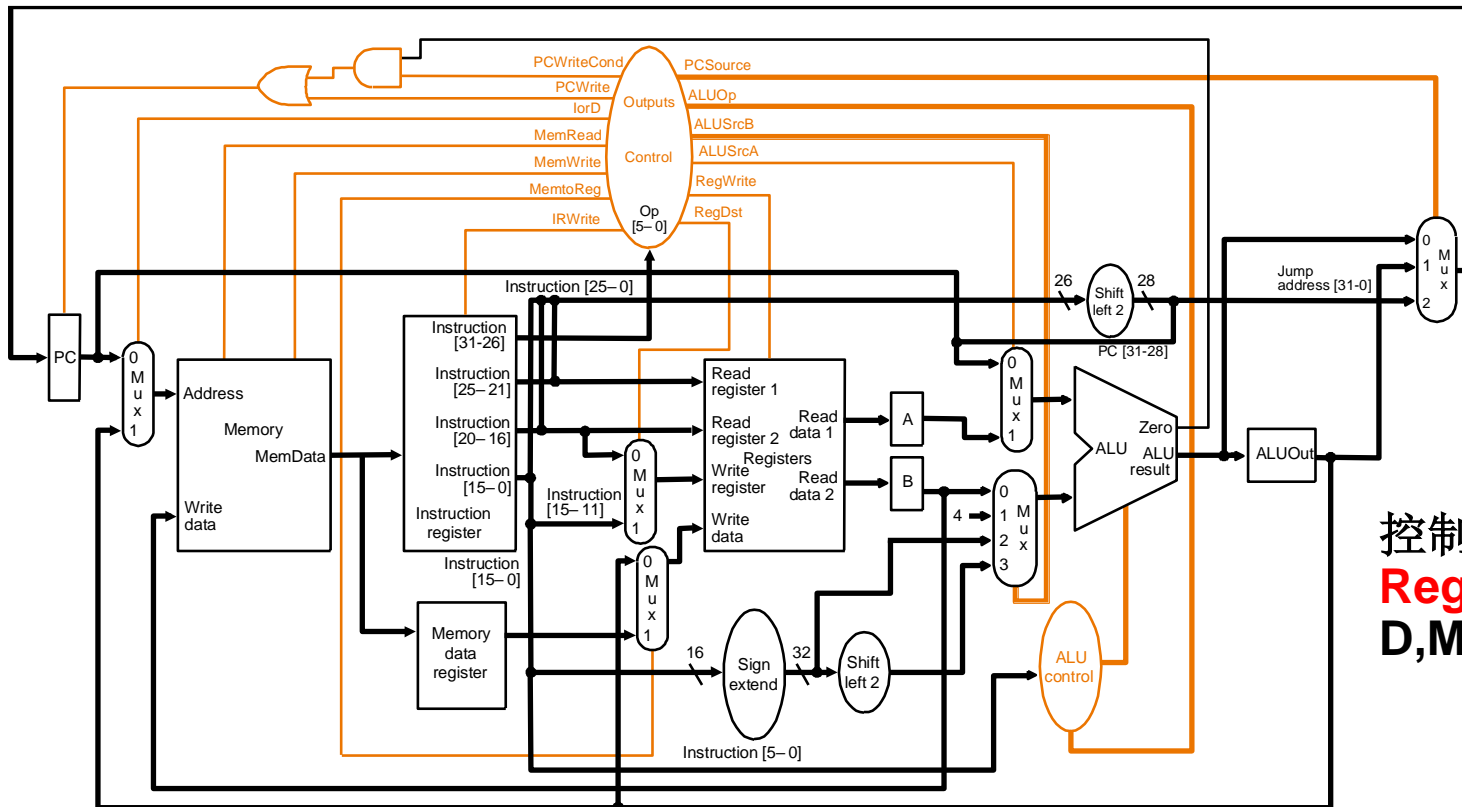 PCWriteCond
PCWrite
IorD
MemRead
MemWrite
MemtoReg
IRWrite
Outputs
Control
Op
[5– 0]
PCSource
ALUOp
ALUSrcB
ALUSrcA
RegWrite
RegDst
Instruction [25– 0]
26
Shift
left 2
28
Jump
address [31-0]
PC [31-28]
0
1
2
M
u
x
PC
0
M
u
x
1
Address
Memory
MemData
Write
data
Instruction
[31-26]
Instruction
[25– 21]
Instruction
[20– 16]
Instruction
[15– 0]
Instruction
register
Instruction
[15– 0]
Memory
data
register
0
M
u
x
1
Instruction
[15– 11]
0
M
u
x
1
Read
register 1
Read
register 2
Write
register
Write
data
Registers
Read
data 1
Read
data 2
A
B
4
0
M
u
x
1
0
1
2
3
M
u
x
16
Sign
extend
32
Shift
left 2
Instruction [5– 0]
Zero
ALU
ALU
result
ALUOut
ALU
control
控制
Reg
D,M